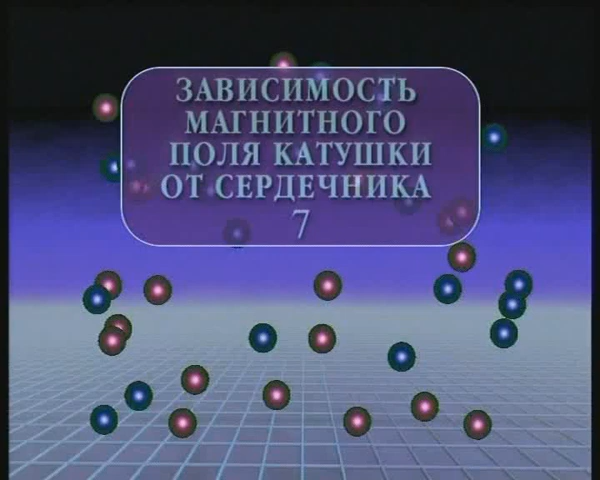 ЗАВИСИМОСТЬ
МАГНИТНОГО
ПОЛЯ КАТУШКИ
ОТ СЕРДЕЧНИКА
7